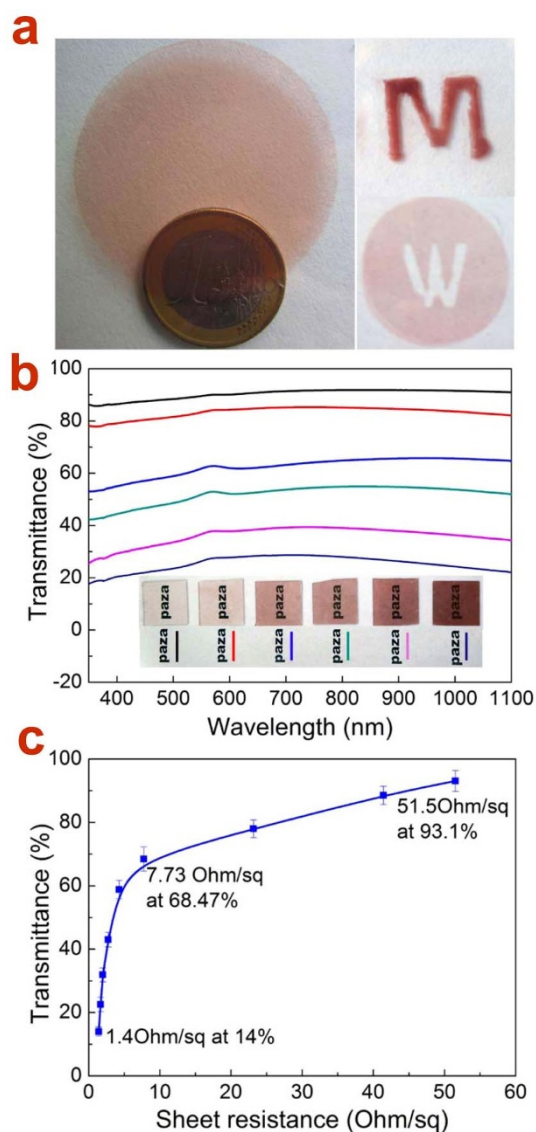 a
M
W
b
100
80
60
40
20
0
-20
Transmittance (%)
paza paza paza paza paza paza
paza paza paza paza paza paza
400 500 600 700 800 900 1000 1100
Wavelength (nm)
c
100
80
60
40
20
0
Transmittance (%)
51.5Ohm/sq
at 93.1%
7.73 Ohm/sq
at 68.47%
1.4Ohm/sq at 14%
0 10 20 30 40 50 60
Sheet resistance (Ohm/sq)